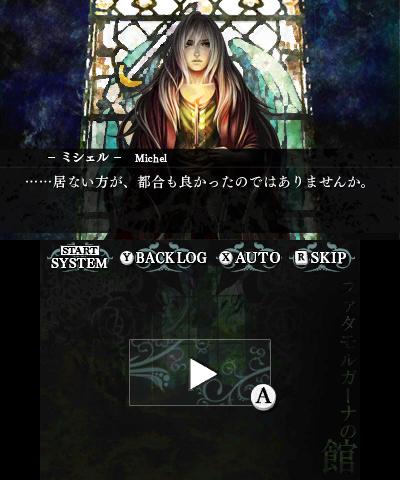 – ミシェル – Michel
……居ない方が、都合も良かったのではありませんか。
START
SYSTEM
Y BACKLOG
X AUTO
R SKIP
A
ファタモルガーナの館